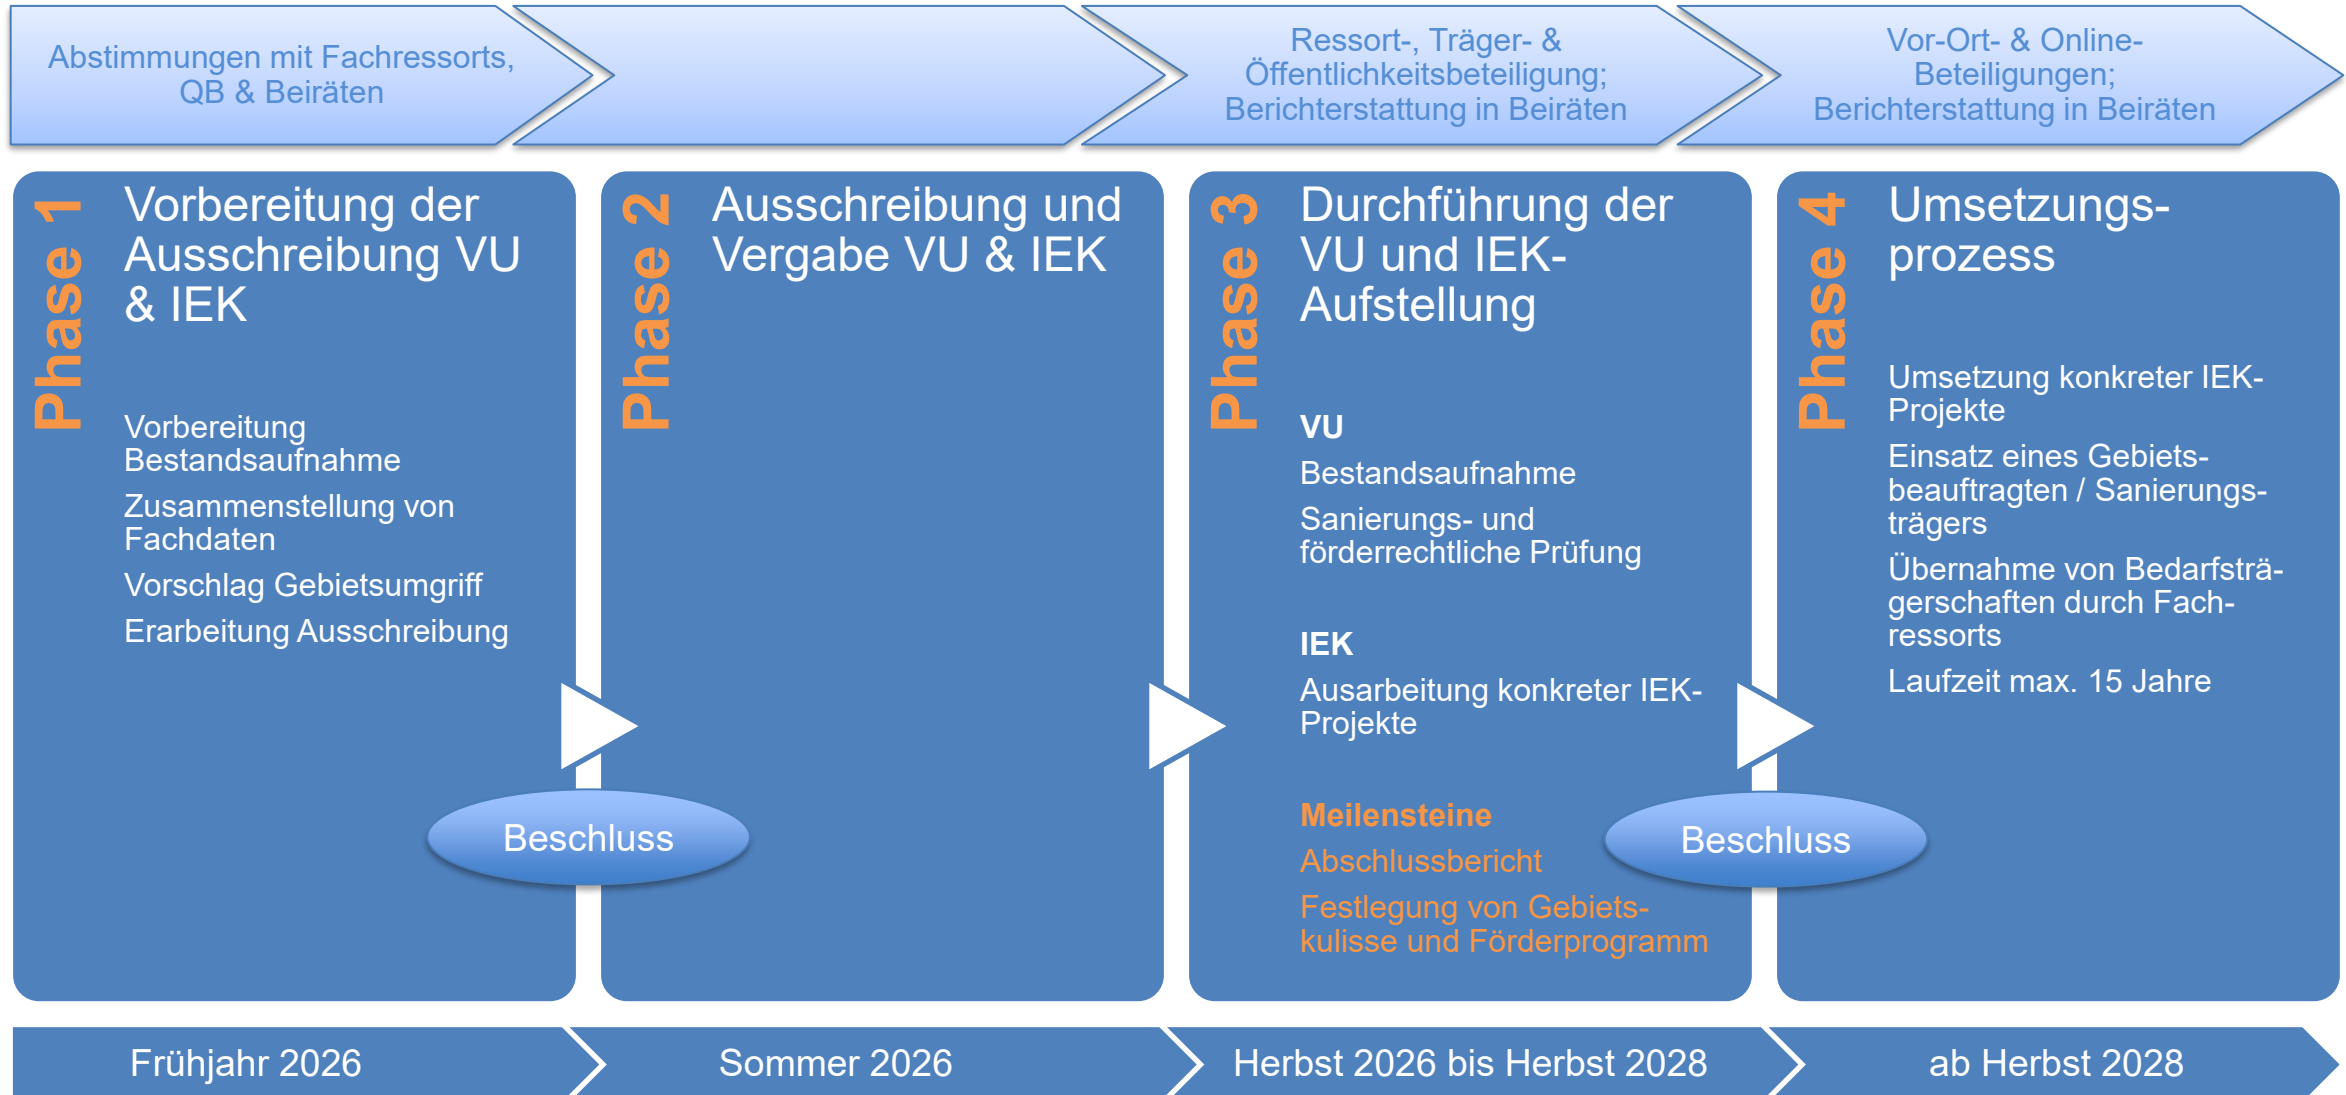 Abstimmungen mit Fachressorts,
QB & Beiräten
Ressort-, Träger- &
Öffentlichkeitsbeteiligung;
Berichterstattung in Beiräten
Vor-Ort- & Online-
Beteiligungen;
Berichterstattung in Beiräten
Phase 1
Vorbereitung der
Ausschreibung VU
& IEK
Vorbereitung
Bestandsaufnahme
Zusammenstellung von
Fachdaten
Vorschlag Gebietsumgriff
Erarbeitung Ausschreibung
Beschluss
Phase 2
Ausschreibung und
Vergabe VU & IEK
Phase 3
Durchführung der
VU und IEK-
Aufstellung
VU
Bestandsaufnahme
Sanierungs- und
förderrechtliche Prüfung
IEK
Ausarbeitung konkreter IEK-
Projekte
Meilensteine
Abschlussbericht
Festlegung von Gebiets-
kulisse und Förderprogramm
Beschluss
Phase 4
Umsetzungs-
prozess
Umsetzung konkreter IEK-
Projekte
Einsatz eines Gebiets-
beauftragten / Sanierungs-
trägers
Übernahme von Bedarfsträ-
gerschaften durch Fach-
ressorts
Laufzeit max. 15 Jahre
Frühjahr 2026
Sommer 2026
Herbst 2026 bis Herbst 2028
ab Herbst 2028